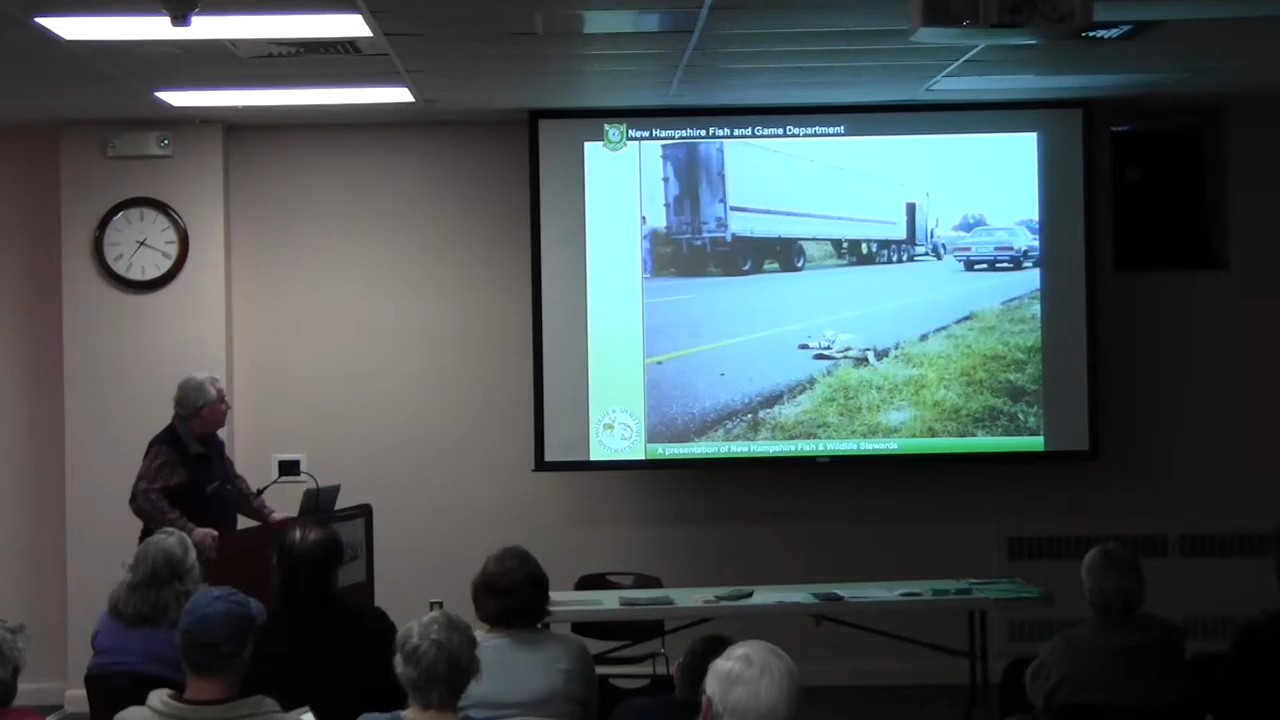 New Hampshire Fish and Game Department
A presentation of New Hampshire Fish & Wildlife Stewards